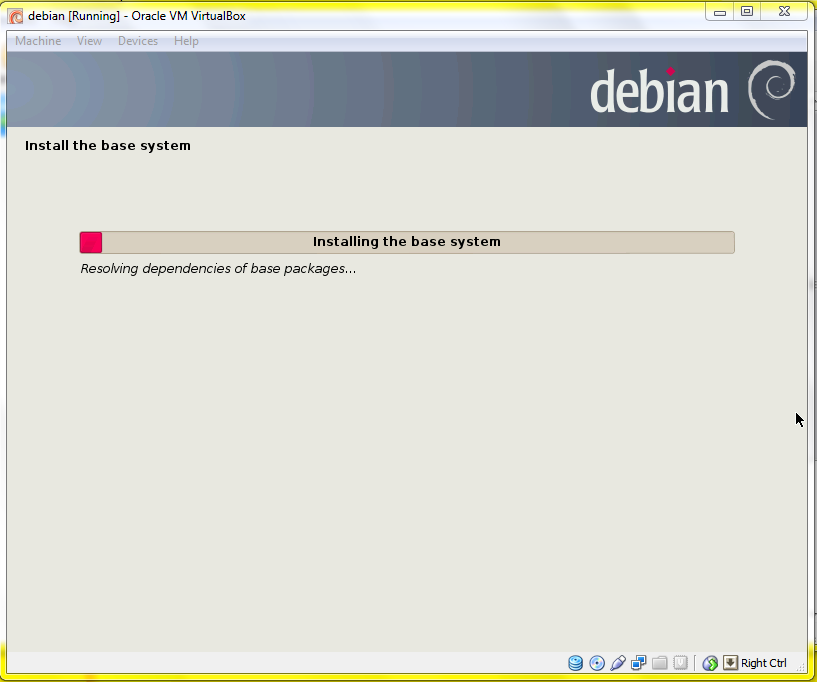 debian [Running] - Oracle VM VirtualBox
Machine View Devices Help
debian
Install the base system
Installing the base system
Resolving dependencies of base packages...
Right Ctrl